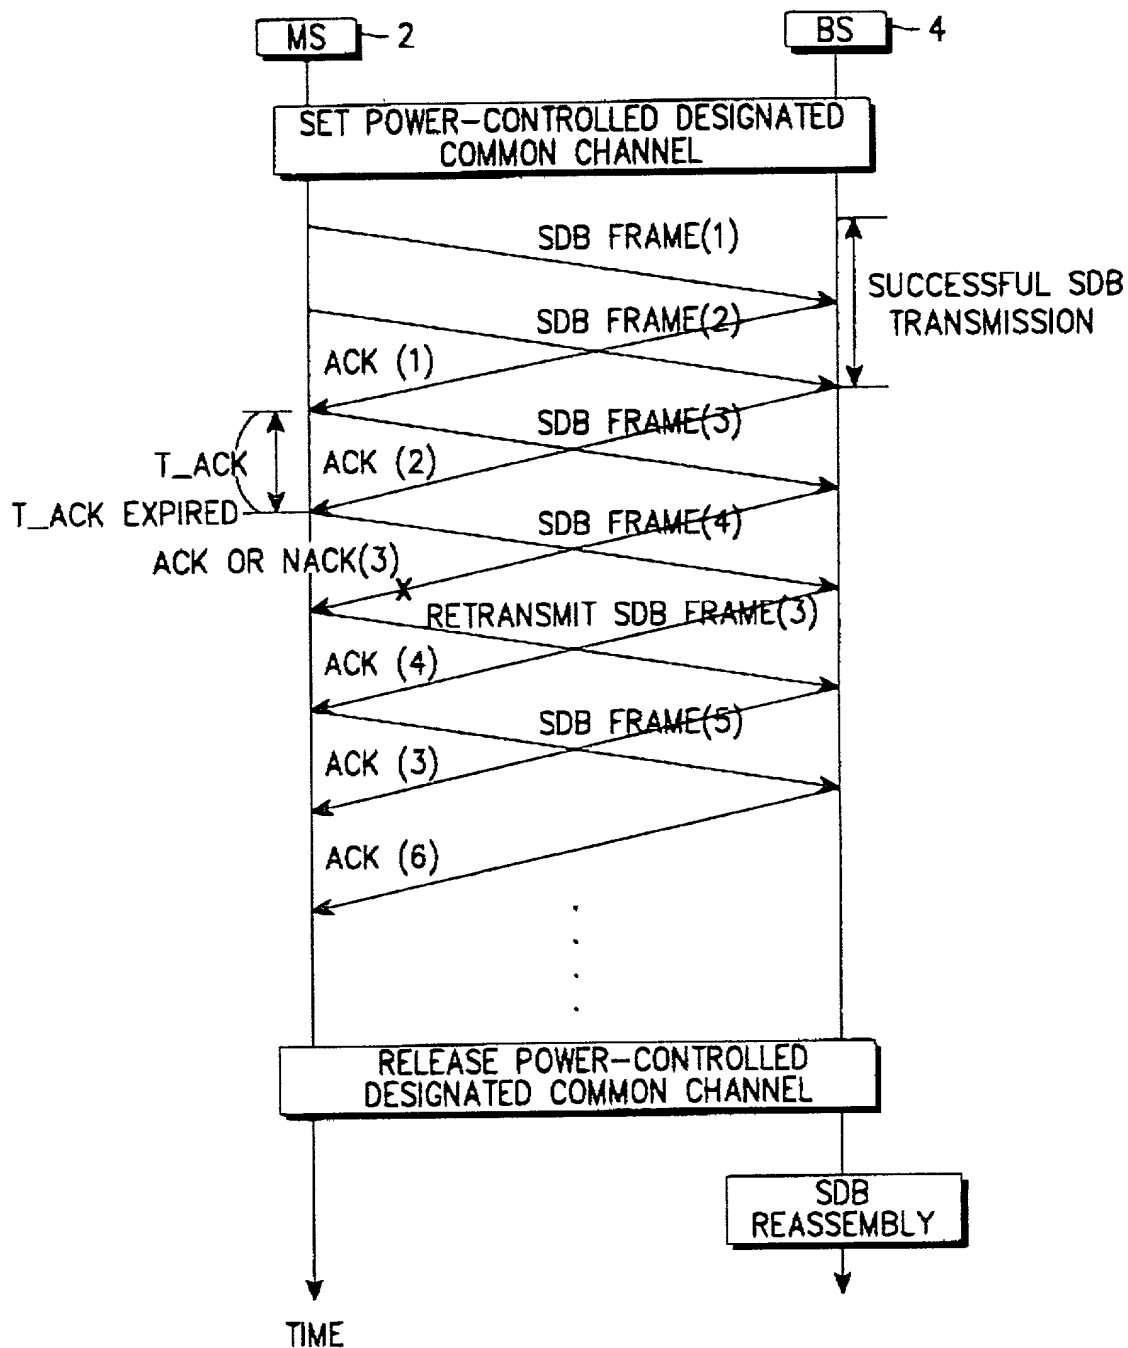 MS 2
BS 4
SET POWER-CONTROLLED DESIGNATED
COMMON CHANNEL
SDB FRAME(1)
SUCCESSFUL SDB
TRANSMISSION
SDB FRAME(2)
ACK (1)
SDB FRAME(3)
T_ACK
ACK (2)
T_ACK EXPIRED
SDB FRAME(4)
ACK OR NACK(3)
X
RETRANSMIT SDB FRAME(3)
ACK (4)
SDB FRAME(5)
ACK (3)
ACK (6)
RELEASE POWER-CONTROLLED
DESIGNATED COMMON CHANNEL
SDB
REASSEMBLY
TIME